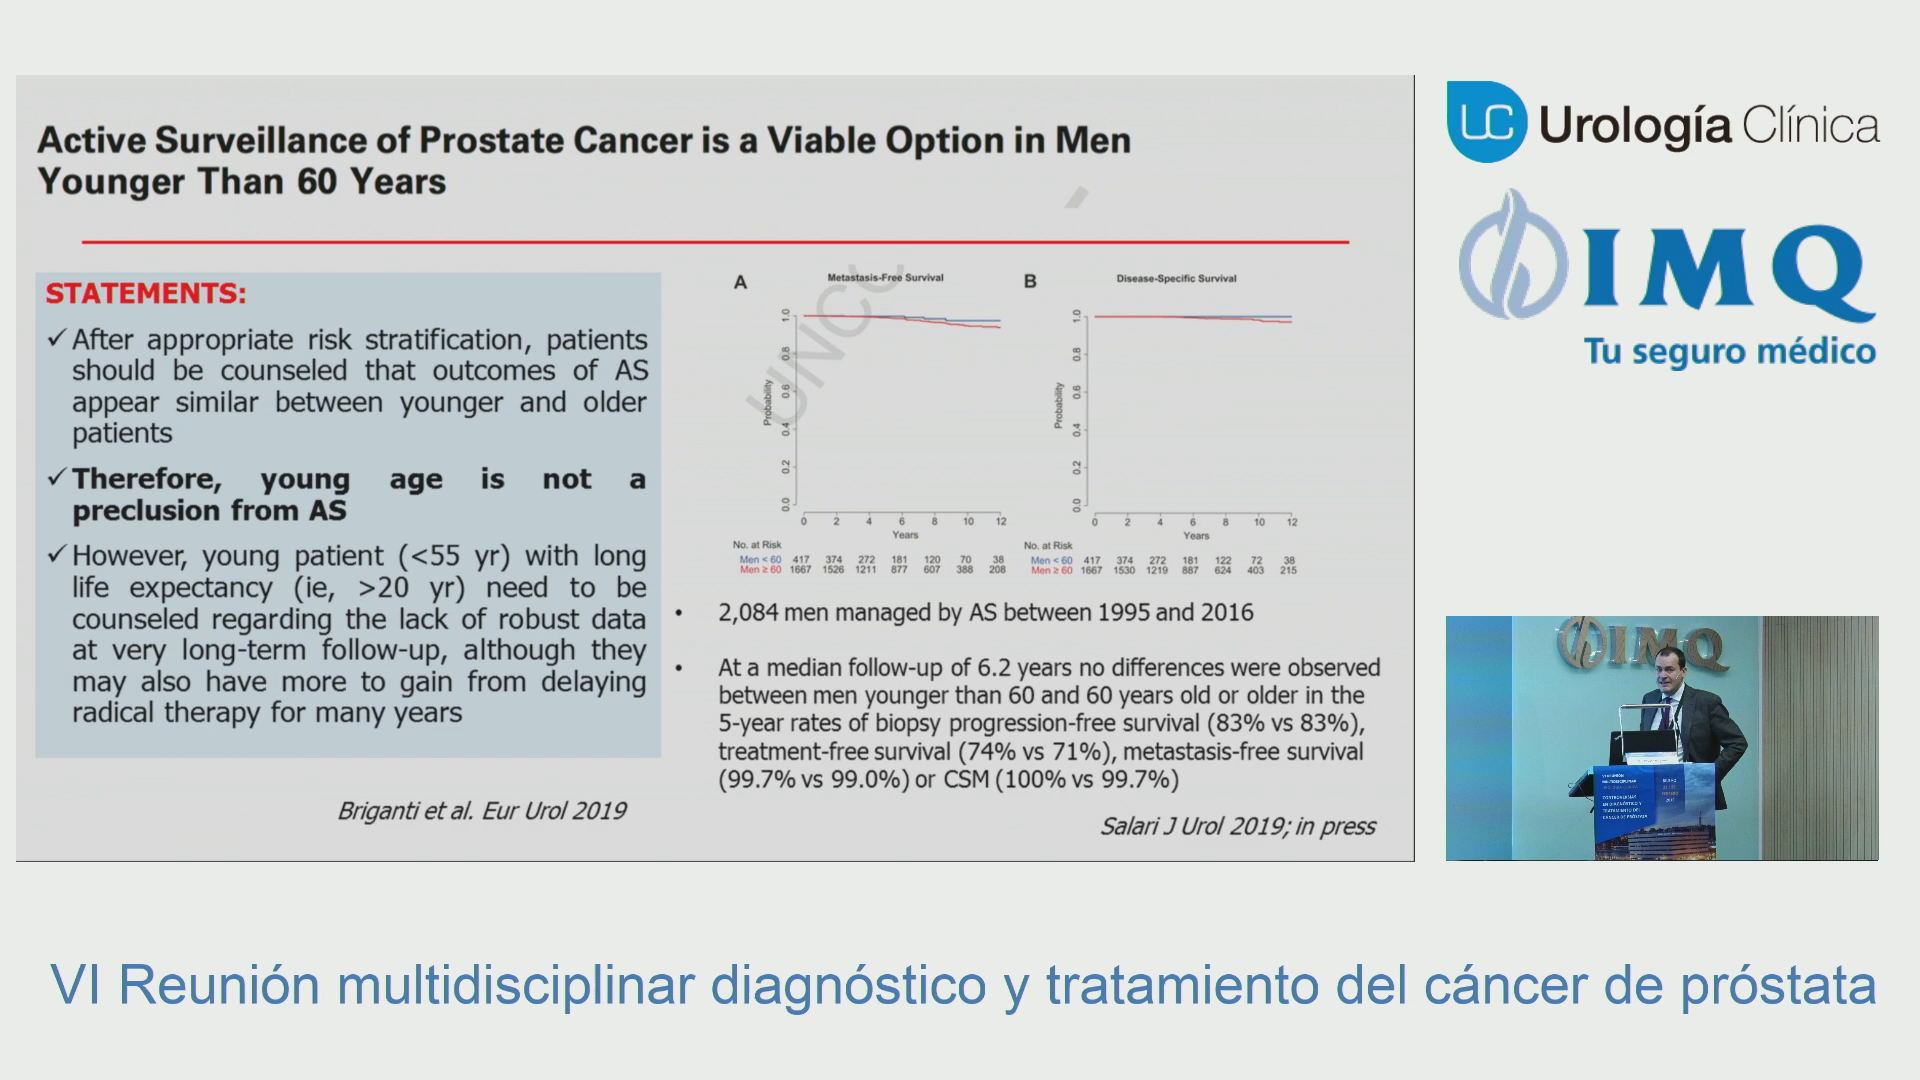 Active Surveillance of Prostate Cancer is a Viable Option in Men
Younger Than 60 Years
STATEMENTS:
✓ After appropriate risk stratification, patients
should be counseled that outcomes of AS
appear similar between younger and older
patients
✓ Therefore, young age is not a
preclusion from AS
✓ However, young patient (<55 yr) with long
life expectancy (ie, >20 yr) need to be
counseled regarding the lack of robust data
at very long-term follow-up, although they
may also have more to gain from delaying
radical therapy for many years
Briganti et al. Eur Urol 2019
A
Metastasis-Free Survival
1.0
0.8
0.6
0.4
0.2
0.0
Probability
0 2 4 6 8 10 12
Years
No. at Risk
Men < 60 417 374 272 181 120 70 38
Men ≥ 60 1667 1526 1211 877 607 388 208
B
Disease-Specific Survival
1.0
0.8
0.6
0.4
0.2
0.0
Probability
0 2 4 6 8 10 12
Years
No. at Risk
Men < 60 417 374 272 181 122 72 38
Men ≥ 60 1667 1530 1219 887 624 403 215
• 2,084 men managed by AS between 1995 and 2016
• At a median follow-up of 6.2 years no differences were observed
between men younger than 60 and 60 years old or older in the
5-year rates of biopsy progression-free survival (83% vs 83%),
treatment-free survival (74% vs 71%), metastasis-free survival
(99.7% vs 99.0%) or CSM (100% vs 99.7%)
Salari J Urol 2019; in press
UC Urología Clínica
IMQ
Tu seguro médico
IMQ
VI REUNIÓN
MULTIDISCIPLINAR
CONTROVERSIAS
EN DIAGNÓSTICO Y
TRATAMIENTO DEL
CÁNCER DE PRÓSTATA
VI Reunión multidisciplinar diagnóstico y tratamiento del cáncer de próstata